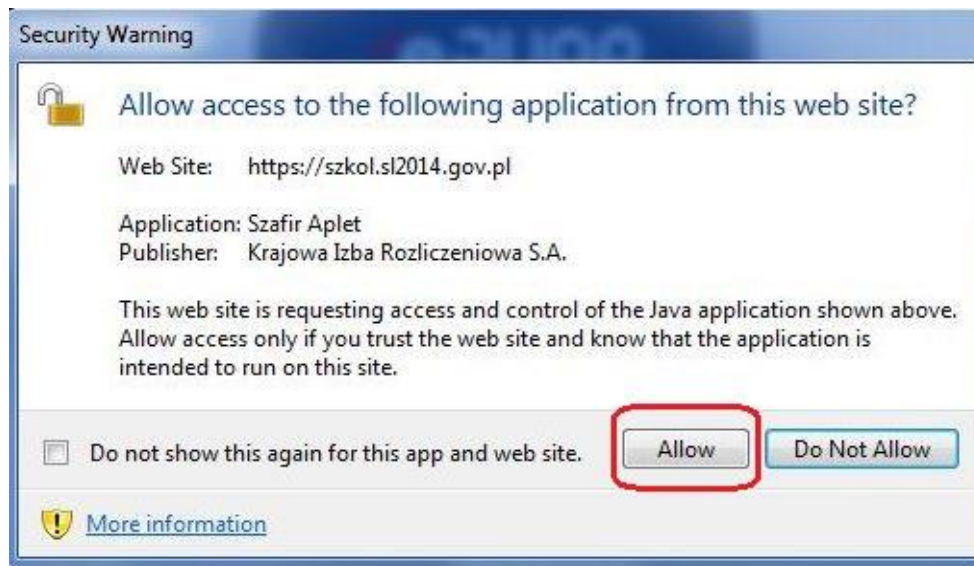 Security Warning
Allow access to the following application from this web site?
Web Site: https://szkol.sl2014.gov.pl
Application: Szafir Aplet
Publisher: Krajowa Izba Rozliczeniowa S.A.
This web site is requesting access and control of the Java application shown above.
Allow access only if you trust the web site and know that the application is
intended to run on this site.
Do not show this again for this app and web site.
Allow
Do Not Allow
More information